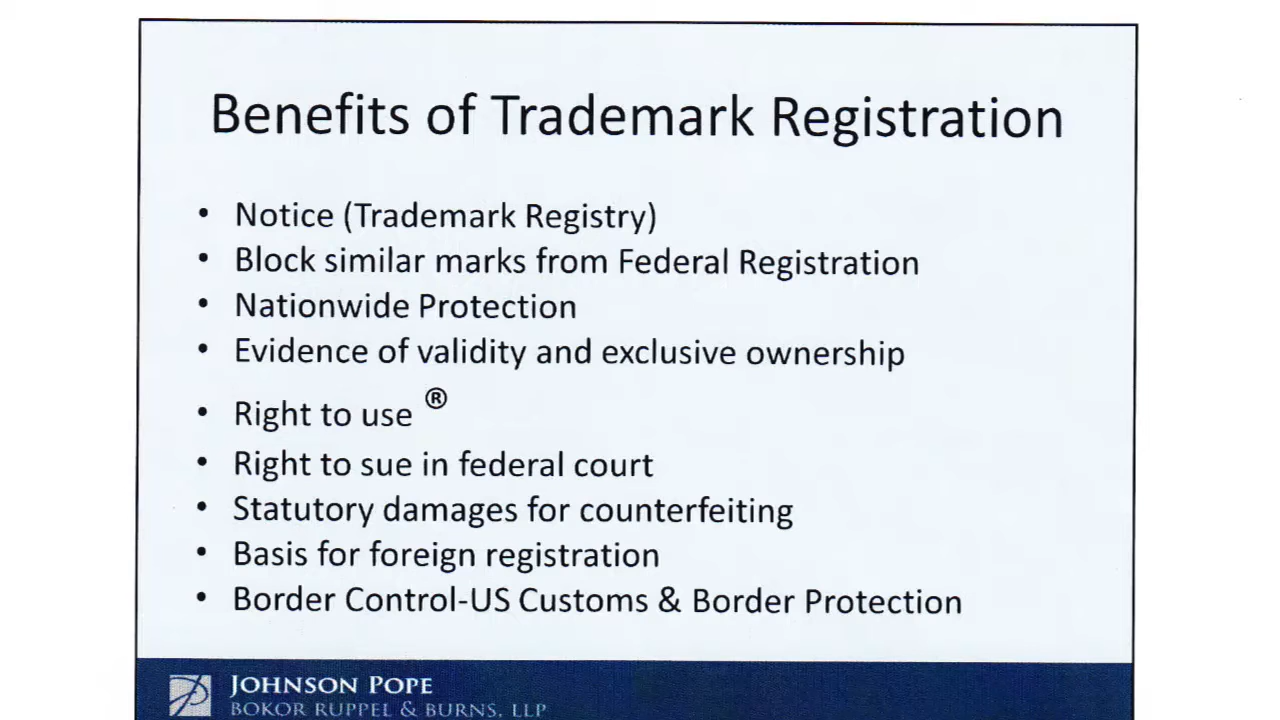 Benefits of Trademark Registration
• Notice (Trademark Registry)
• Block similar marks from Federal Registration
• Nationwide Protection
• Evidence of validity and exclusive ownership
• Right to use ®
• Right to sue in federal court
• Statutory damages for counterfeiting
• Basis for foreign registration
• Border Control-US Customs & Border Protection
JOHNSON POPE
BOKOR RUPPEL & BURNS, LLP